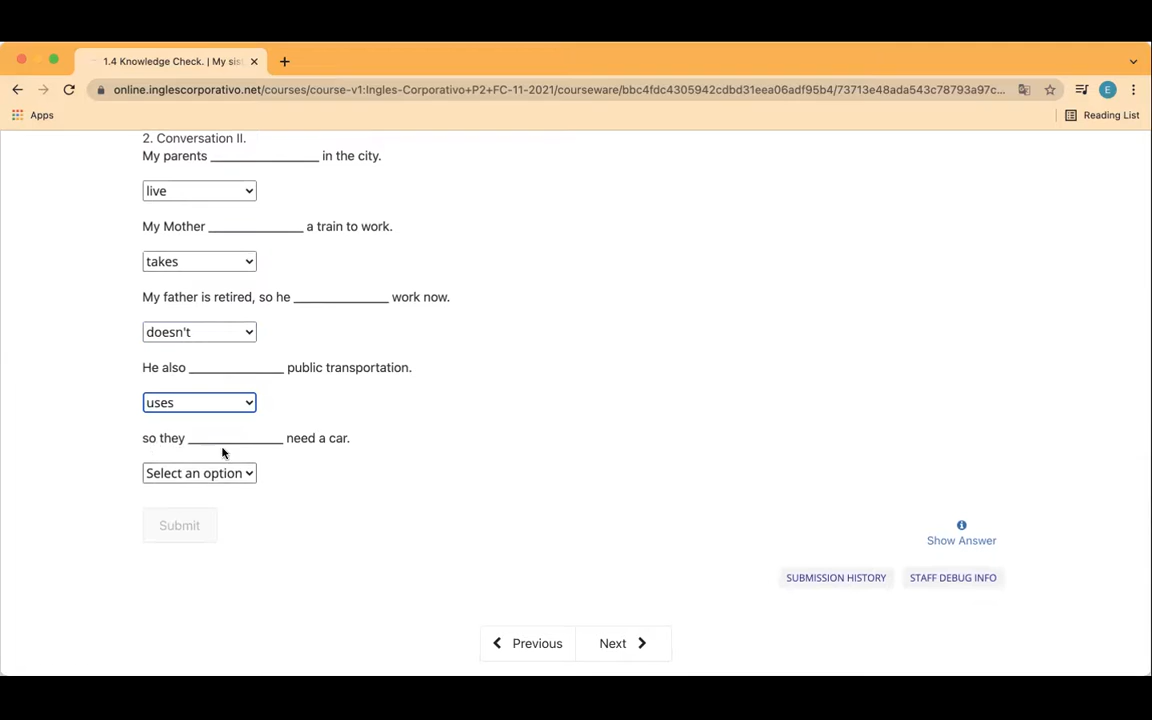 1.4 Knowledge Check. | My sis
online.inglescorporativo.net/courses/course-v1:Ingles-Corporativo+P2+FC-11-2021/courseware/bbc4fdc4305942cdbd31eea06adf95b4/73713e48ada543c78793a97c...
E
Apps
Reading List
2. Conversation II.
My parents _________________ in the city.
live
My Mother ______________ a train to work.
takes
My father is retired, so he ______________ work now.
doesn't
He also ______________ public transportation.
uses
so they ______________ need a car.
Select an option
Submit
Show Answer
SUBMISSION HISTORY
STAFF DEBUG INFO
Previous
Next